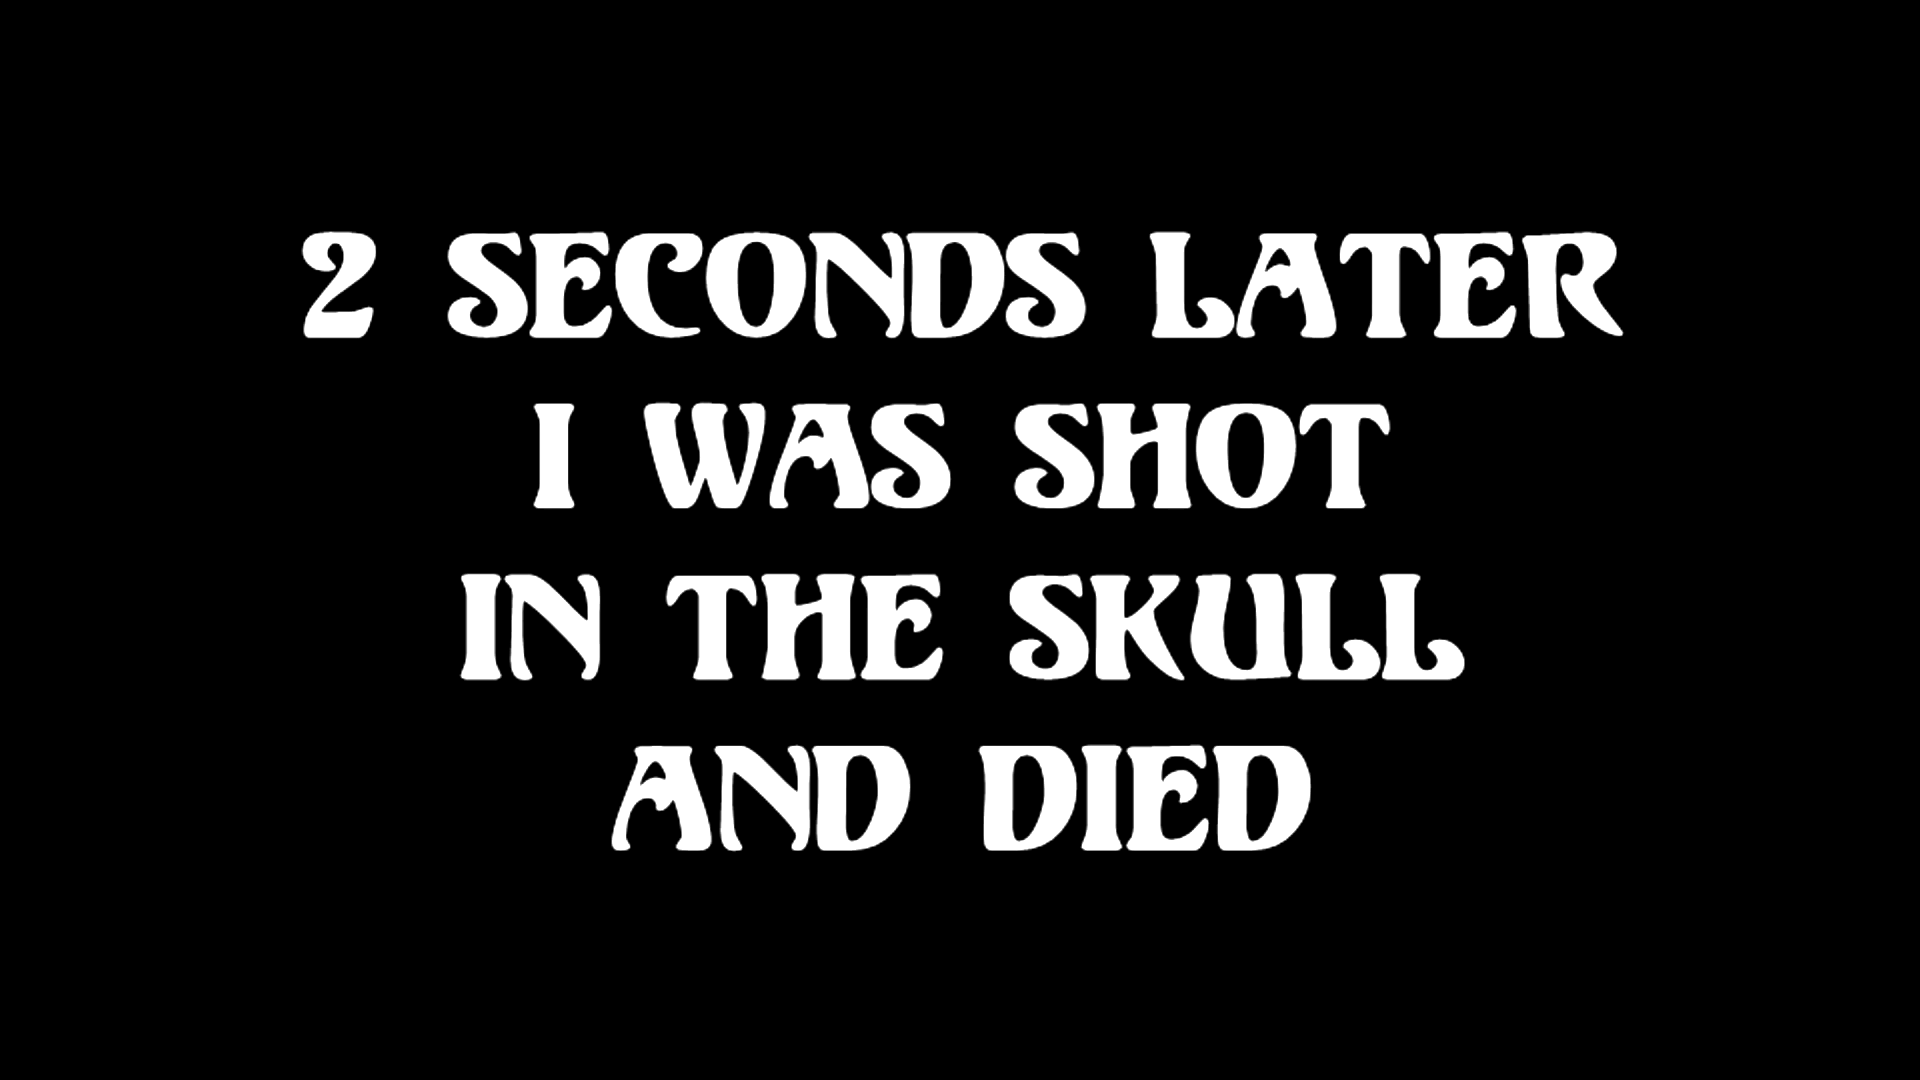 2 SECONDS LATER
I WAS SHOT
IN THE SKULL
AND DIED